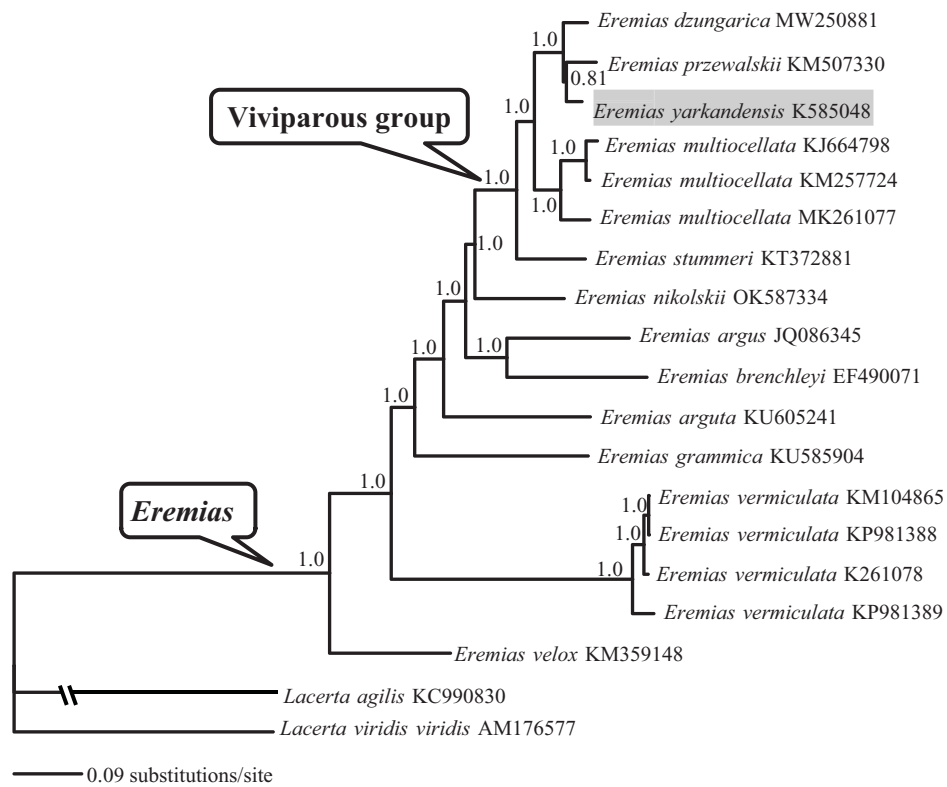 Eremias dzungarica MW250881
1.0
Eremias przewalskii KM507330
0.81
Eremias yarkandensis K585048
1.0
Viviparous group
Eremias multiocellata KJ664798
1.0
Eremias multiocellata KM257724
1.0
1.0
Eremias multiocellata MK261077
1.0
Eremias stummeri KT372881
1.0
Eremias nikolskii OK587334
1.0
Eremias argus JQ086345
1.0
1.0
Eremias brenchleyi EF490071
1.0
Eremias arguta KU605241
Eremias grammica KU585904
1.0
Eremias vermiculata KM104865
1.0
Eremias
Eremias vermiculata KP981388
1.0
1.0
Eremias vermiculata K261078
1.0
Eremias vermiculata KP981389
Eremias velox KM359148
Lacerta agilis KC990830
Lacerta viridis viridis AM176577
0.09 substitutions/site